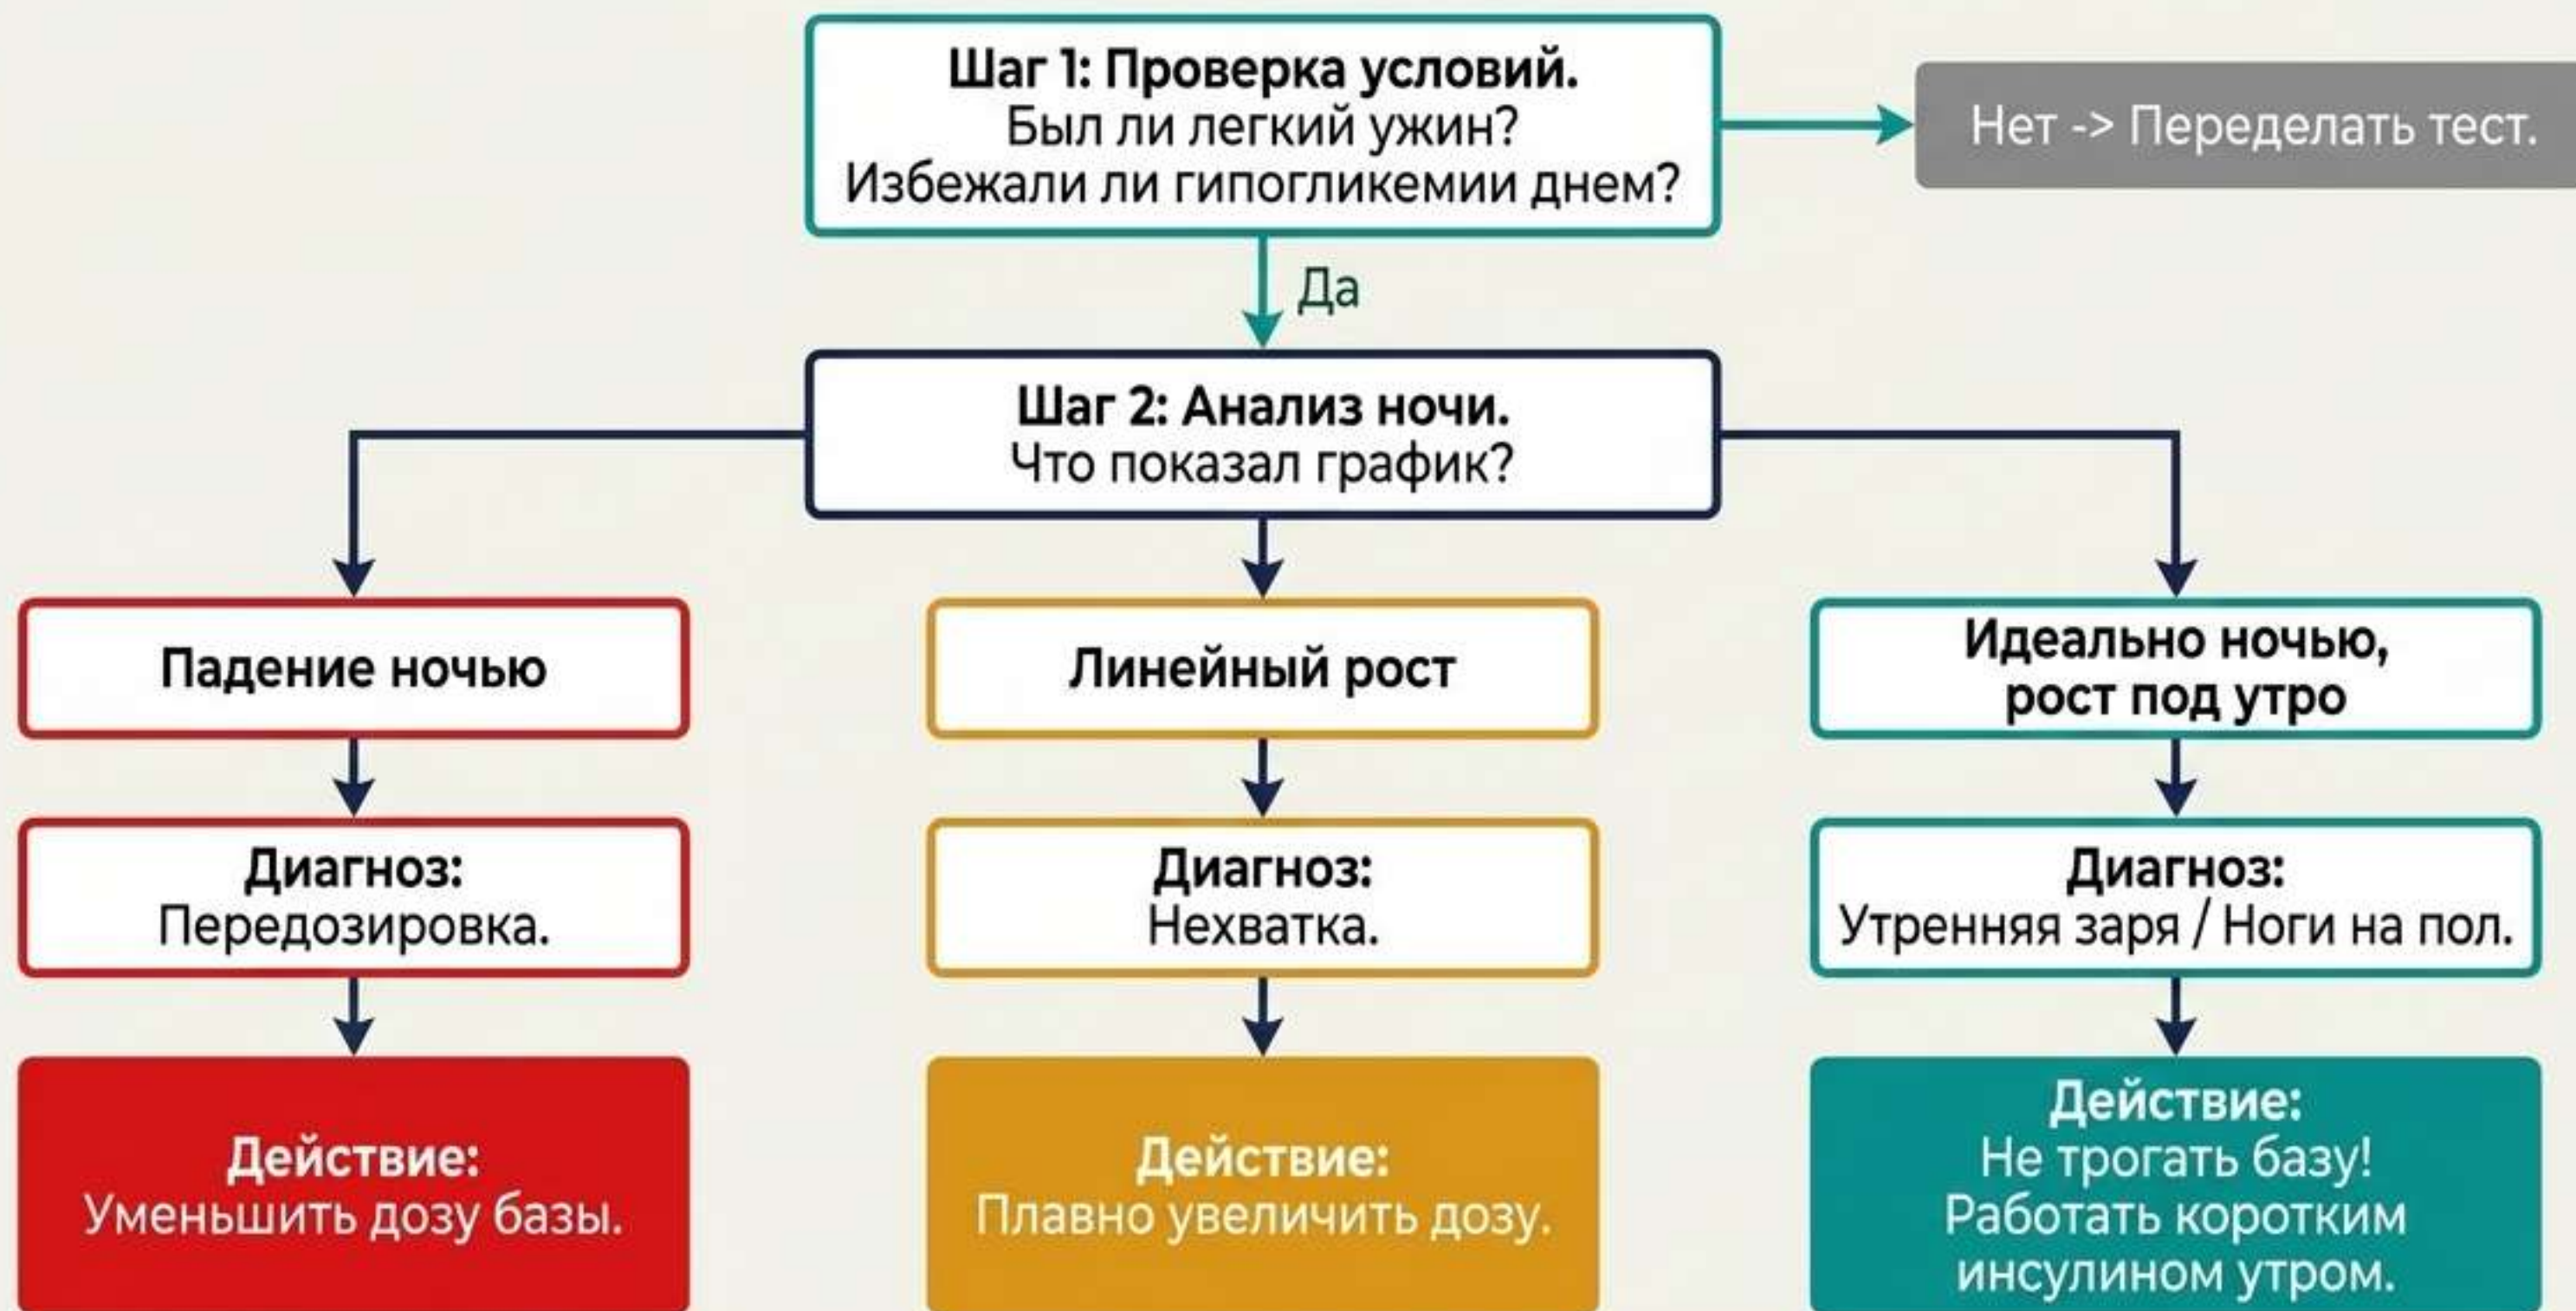 Шаг 1: Проверка условий.
Был ли легкий ужин?
Избежали ли гипогликемии днем?
Нет -> Переделать тест.
Да
Шаг 2: Анализ ночи.
Что показал график?
Падение ночью
Линейный рост
Идеально ночью,
рост под утро
Диагноз:
Передозировка.
Диагноз:
Нехватка.
Диагноз:
Утренняя заря / Ноги на пол.
Действие:
Уменьшить дозу базы.
Действие:
Плавно увеличить дозу.
Действие:
Не трогать базу!
Работать коротким
инсулином утром.